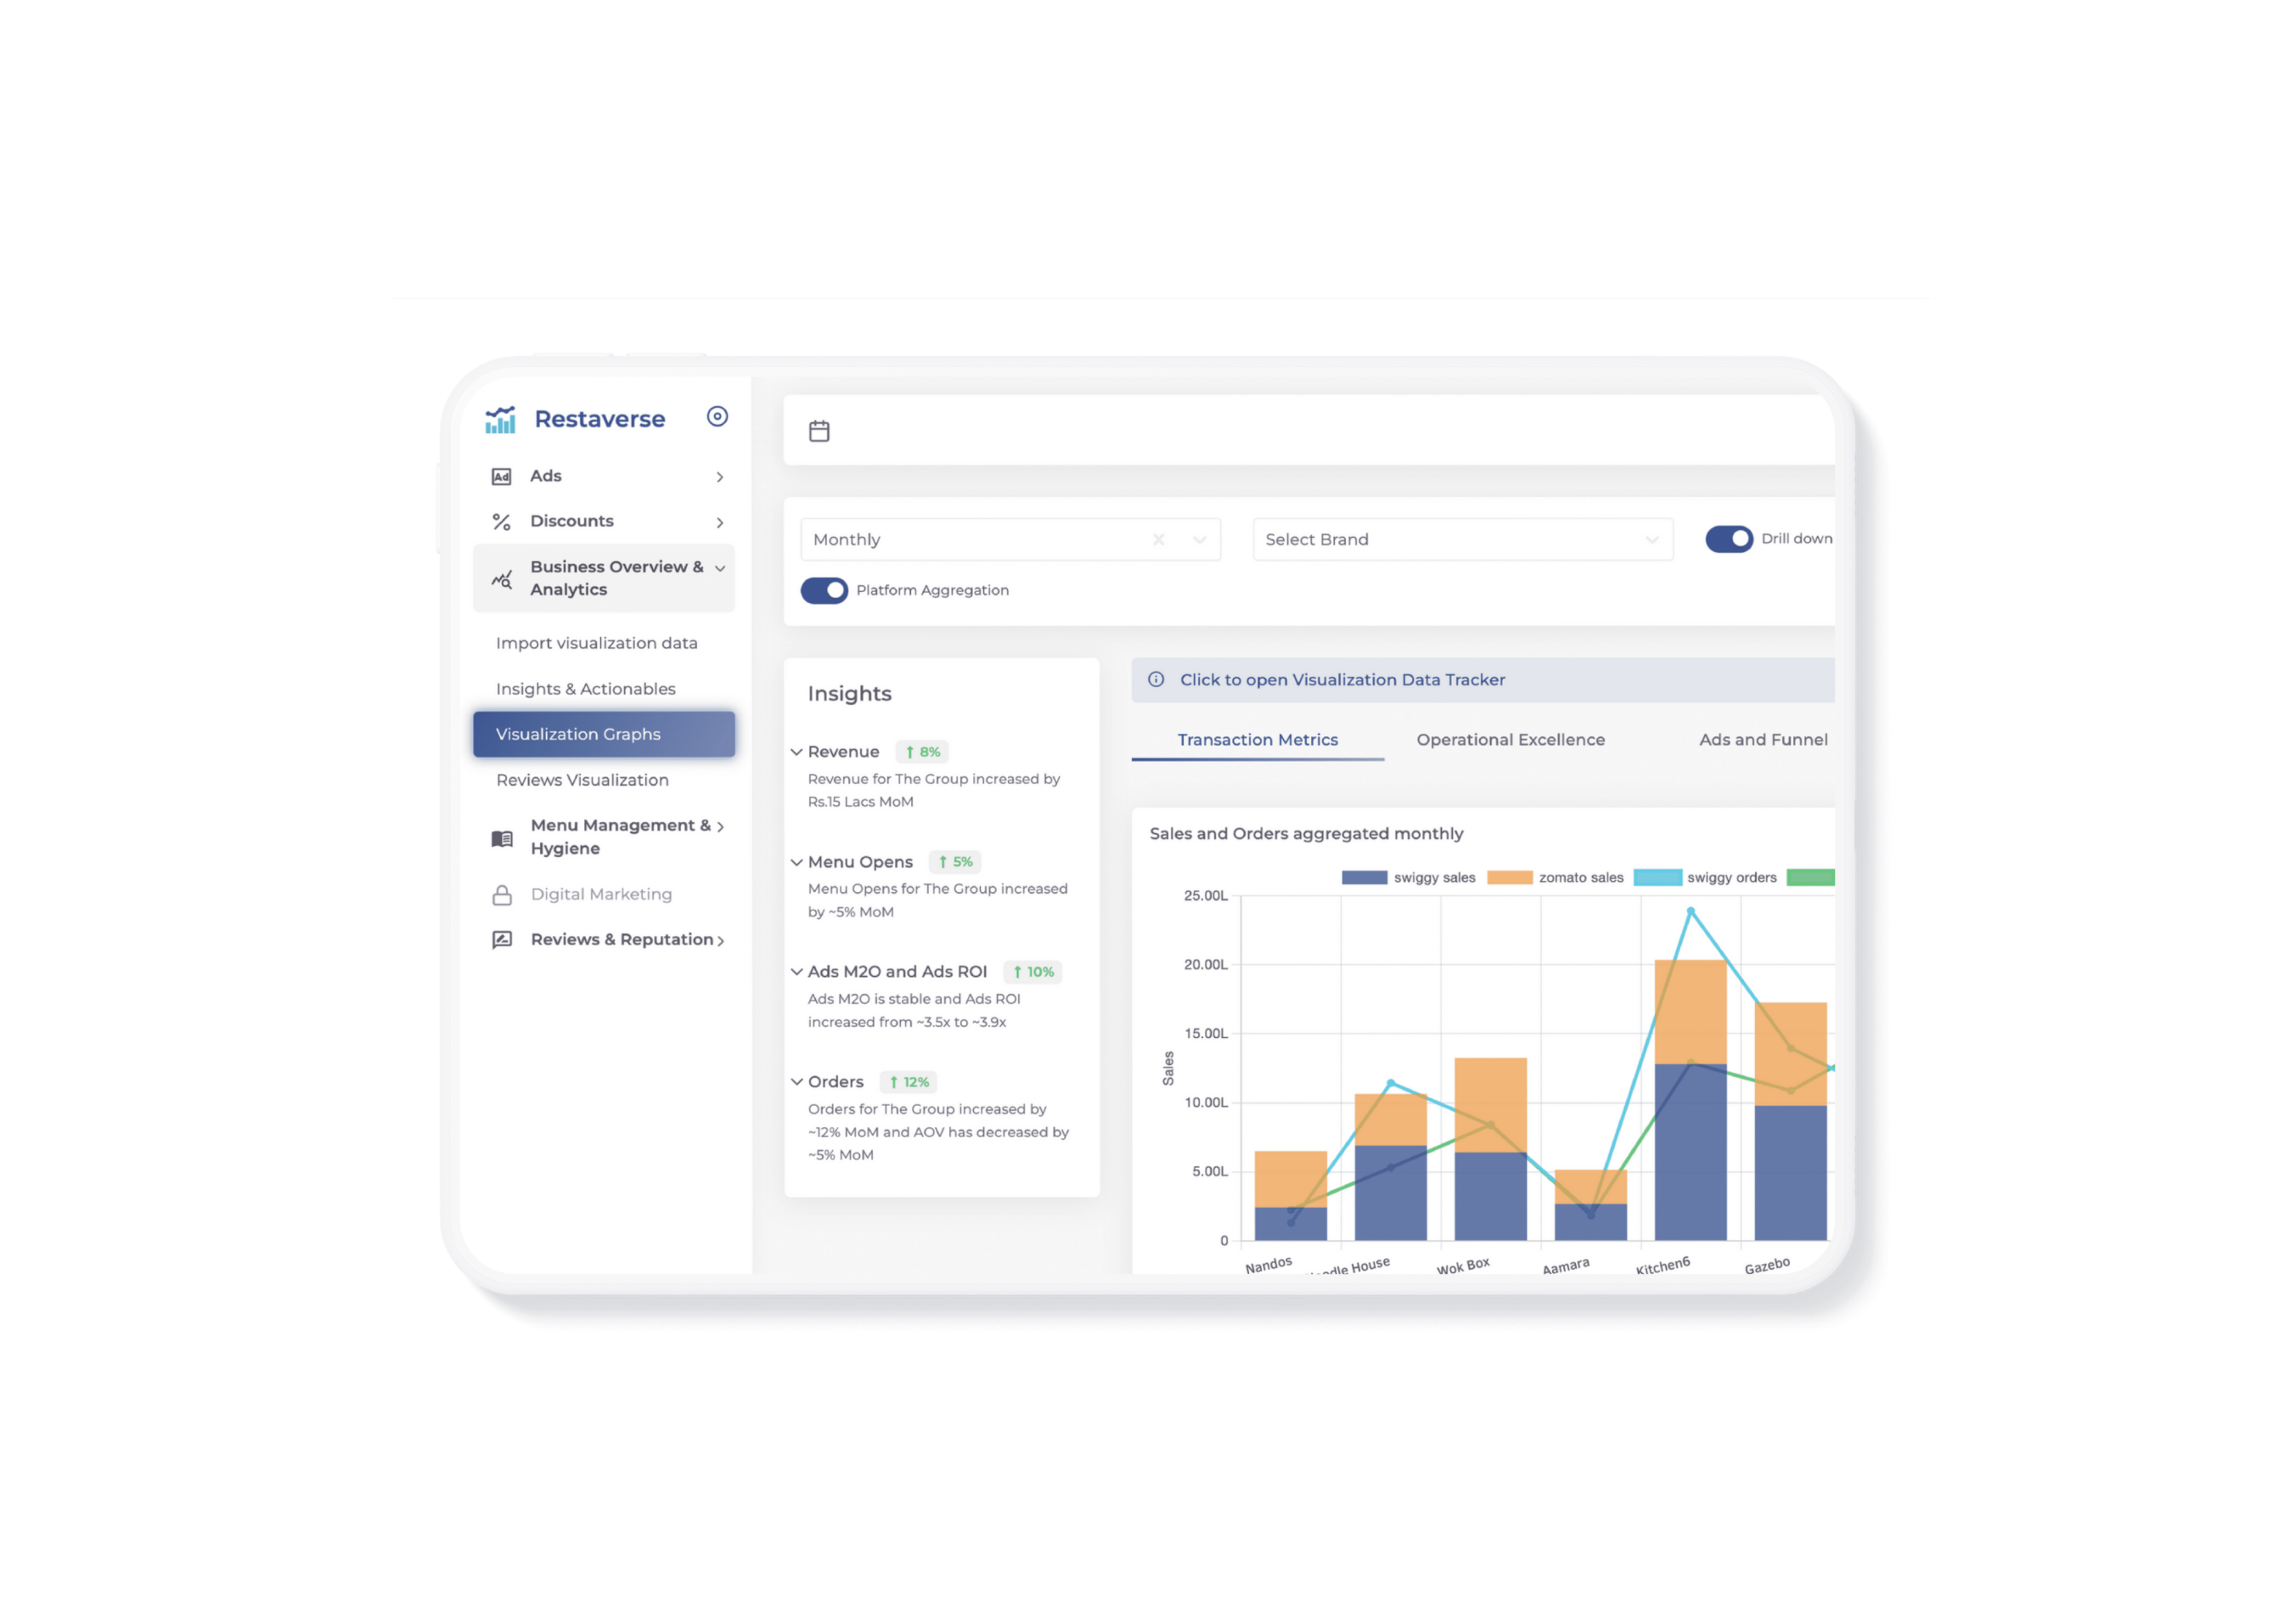 Restaverse
Ad
Ads
Discounts
Business Overview &
Analytics
Import visualization data
Insights & Actionables
Visualization Graphs
Reviews Visualization
Menu Management &
Hygiene
Digital Marketing
Reviews & Reputation
Monthly
Select Brand
Drill down
Platform Aggregation
Insights
Revenue ↑ 8%
Revenue for The Group increased by
Rs.15 Lacs MoM
Menu Opens ↑ 5%
Menu Opens for The Group increased
by ~5% MoM
Ads M2O and Ads ROI ↑ 10%
Ads M2O is stable and Ads ROI
increased from ~3.5x to ~3.9x
Orders ↑ 12%
Orders for The Group increased by
~12% MoM and AOV has decreased by
~5% MoM
Click to open Visualization Data Tracker
Transaction Metrics Operational Excellence Ads and Funnel
Sales and Orders aggregated monthly
swiggy sales zomato sales swiggy orders
25.00L
20.00L
15.00L
10.00L
5.00L
0
Sales
Nandos House Wok Box Aamara Kitchen6 Gazebo